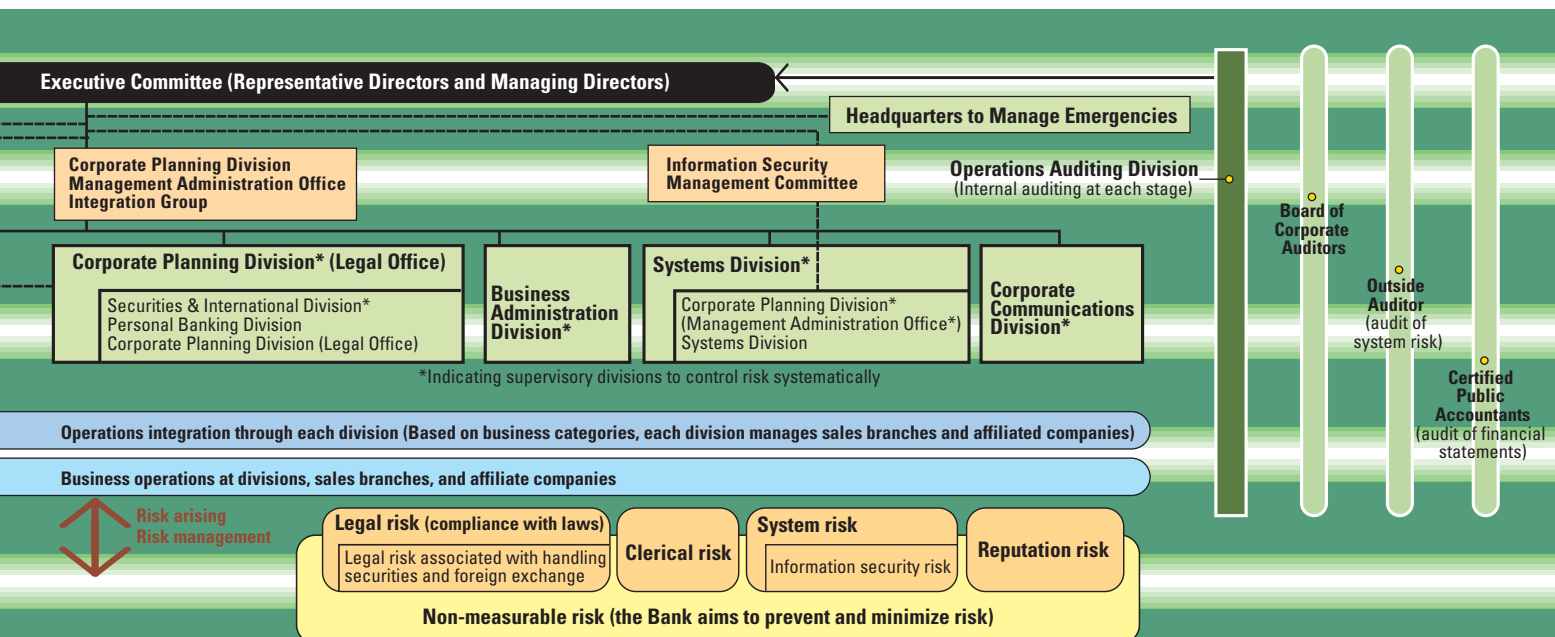 Executive Committee (Representative Directors and Managing Directors)
Headquarters to Manage Emergencies
Corporate Planning Division
Management Administration Office
Integration Group
Information Security
Management Committee
Operations Auditing Division
(Internal auditing at each stage)
Board of
Corporate
Auditors
Outside
Auditor
(audit of
system risk)
Certified
Public
Accountants
(audit of financial
statements)
Corporate Planning Division* (Legal Office)
Securities & International Division*
Personal Banking Division
Corporate Planning Division (Legal Office)
Business
Administration
Division*
Systems Division*
Corporate Planning Division*
(Management Administration Office*)
Systems Division
Corporate
Communications
Division*
*Indicating supervisory divisions to control risk systematically
Operations integration through each division (Based on business categories, each division manages sales branches and affiliated companies)
Business operations at divisions, sales branches, and affiliate companies
Risk arising
Risk management
Legal risk (compliance with laws)
Legal risk associated with handling
securities and foreign exchange
Clerical risk
System risk
Information security risk
Reputation risk
Non-measurable risk (the Bank aims to prevent and minimize risk)